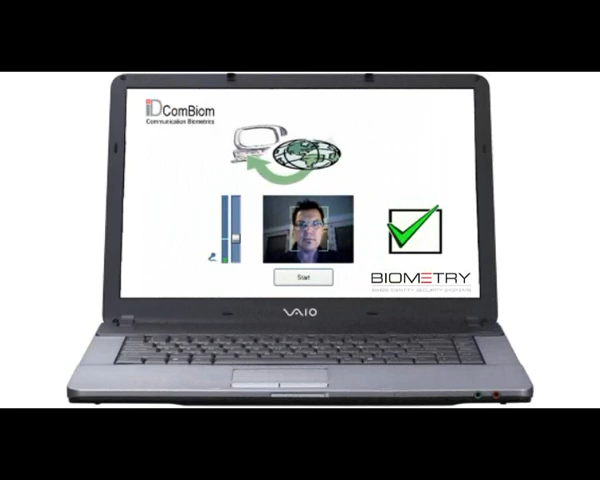 iDComBiom
Communication Biometrics
Start
BIOMETRY
VAIO